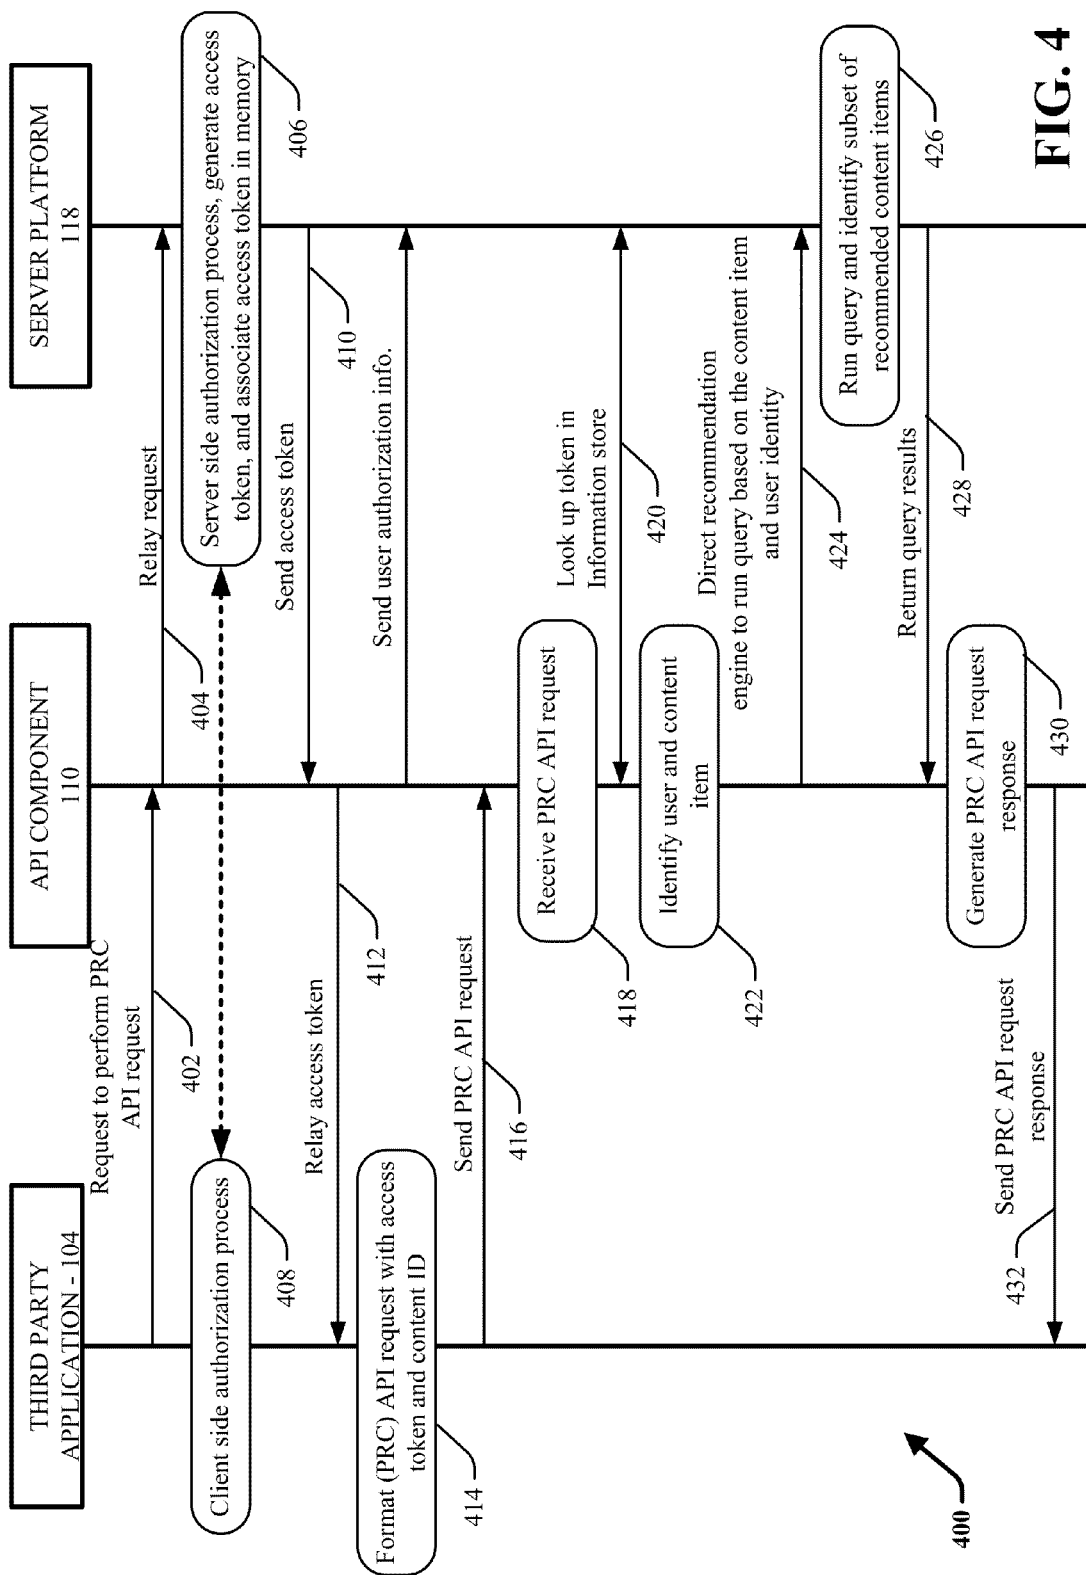 THIRD PARTY
APPLICATION - 104
API COMPONENT
110
SERVER PLATFORM
118
Request to perform PRC
API request
402
Relay request
404
Server side authorization process, generate access
token, and associate access token in memory
406
Client side authorization process
408
Send access token
410
Relay access token
412
Send user authorization info.
Format (PRC) API request with access
token and content ID
414
Send PRC API request
416
Receive PRC API request
418
Look up token in
Information store
420
Identify user and content
item
422
Direct recommendation
engine to run query based on the content item
and user identity
424
Run query and identify subset of
recommended content items
426
Return query results
428
Generate PRC API request
response
430
Send PRC API request
response
432
400
FIG. 4